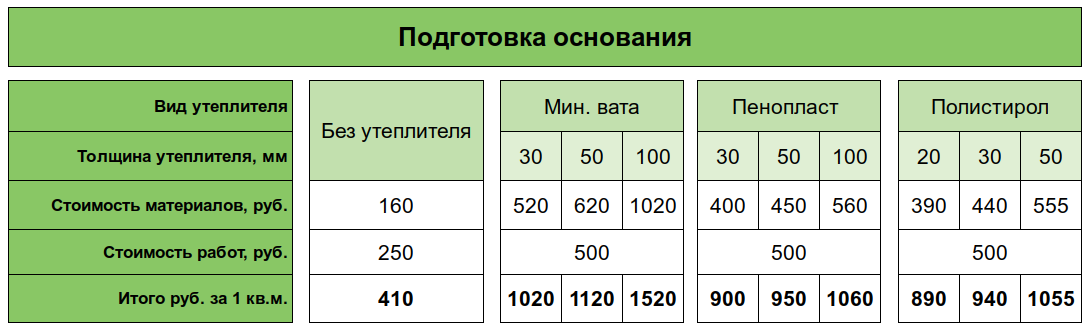 Подготовка основания
Вид утеплителя Без утеплителя Мин. вата Пенопласт Полистирол
Толщина утеплителя, мм 30 50 100 30 50 100 20 30 50
Стоимость материалов, руб. 160 520 620 1020 400 450 560 390 440 555
Стоимость работ, руб. 250 500 500 500
Итого руб. за 1 кв.м. 410 1020 1120 1520 900 950 1060 890 940 1055